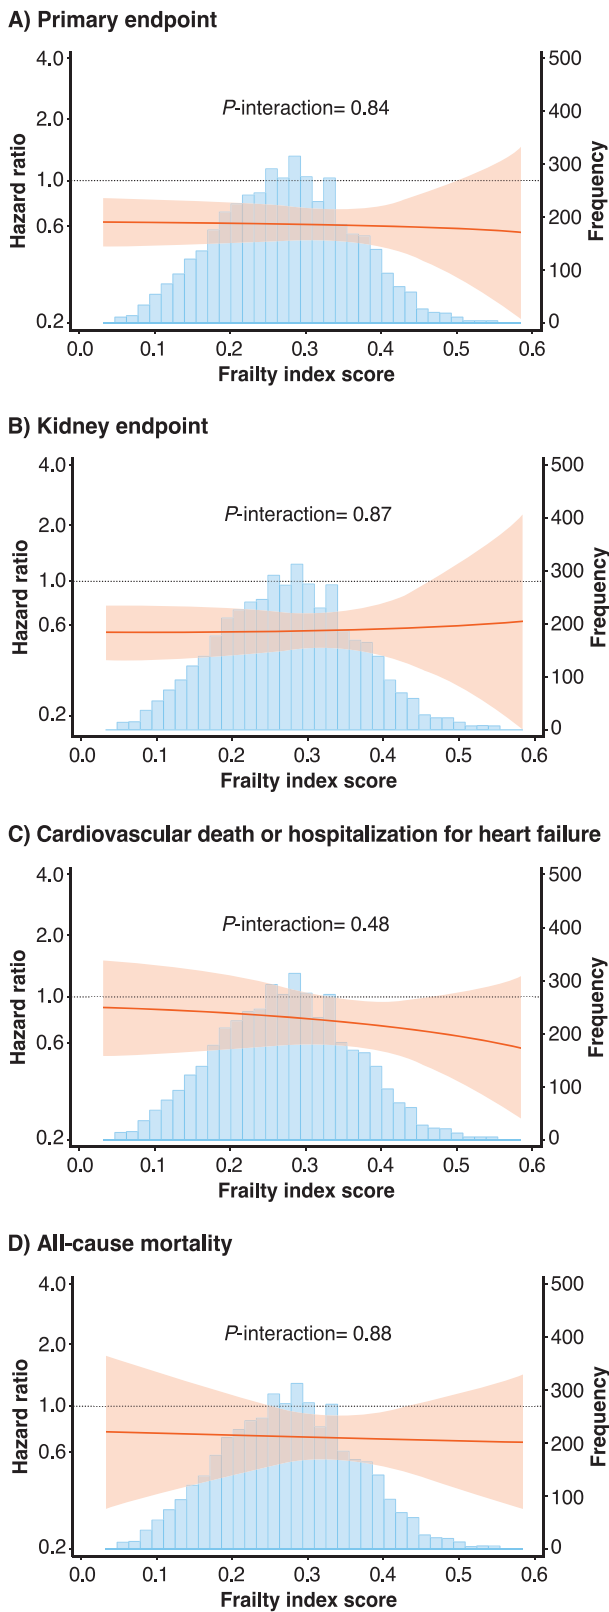 A) Primary endpoint
4.0
2.0
1.0
0.6
0.2
Hazard ratio
P-interaction= 0.84
500
400
300
200
100
0
Frequency
0.0 0.1 0.2 0.3 0.4 0.5 0.6
Frailty index score
B) Kidney endpoint
4.0
2.0
1.0
0.6
0.2
Hazard ratio
P-interaction= 0.87
500
400
300
200
100
0
Frequency
0.0 0.1 0.2 0.3 0.4 0.5 0.6
Frailty index score
C) Cardiovascular death or hospitalization for heart failure
4.0
2.0
1.0
0.6
0.2
Hazard ratio
P-interaction= 0.48
500
400
300
200
100
0
Frequency
0.0 0.1 0.2 0.3 0.4 0.5 0.6
Frailty index score
D) All-cause mortality
4.0
2.0
1.0
0.6
0.2
Hazard ratio
P-interaction= 0.88
500
400
300
200
100
0
Frequency
0.0 0.1 0.2 0.3 0.4 0.5 0.6
Frailty index score